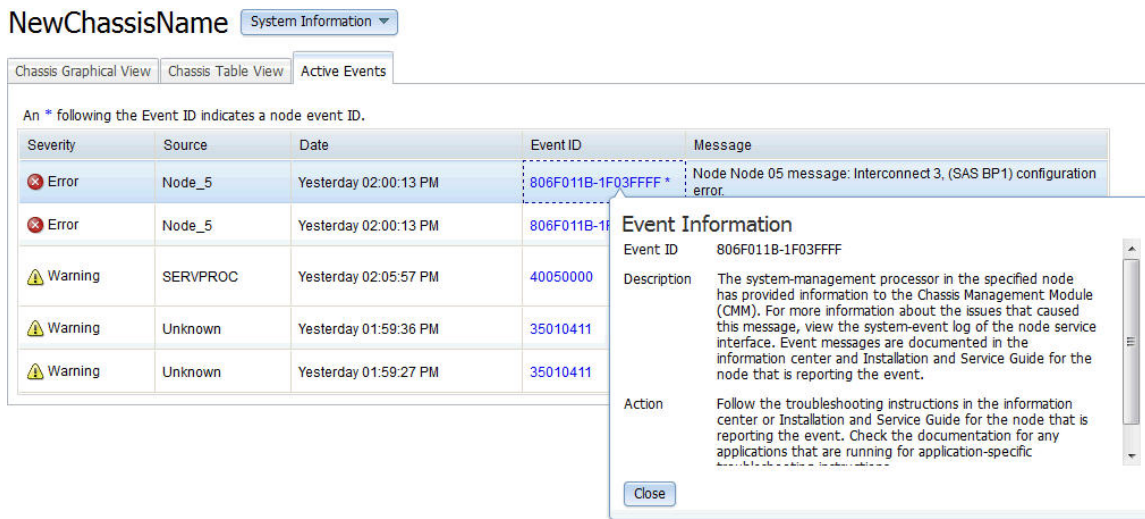 NewChassisName System Information
Chassis Graphical View Chassis Table View Active Events
An * following the Event ID indicates a node event ID.
Severity Source Date Event ID Message
Error Node_5 Yesterday 02:00:13 PM 806F011B-1F03FFFF * Node Node 05 message: Interconnect 3, (SAS BP1) configuration
error.
Error Node_5 Yesterday 02:00:13 PM 806F011B-1F
Warning SERVPROC Yesterday 02:05:57 PM 40050000
Warning Unknown Yesterday 01:59:36 PM 35010411
Warning Unknown Yesterday 01:59:27 PM 35010411
Event Information
Event ID 806F011B-1F03FFFF
Description The system-management processor in the specified node
has provided information to the Chassis Management Module
(CMM). For more information about the issues that caused
this message, view the system-event log of the node service
interface. Event messages are documented in the
information center and Installation and Service Guide for the
node that is reporting the event.
Action Follow the troubleshooting instructions in the information
center or Installation and Service Guide for the node that is
reporting the event. Check the documentation for any
applications that are running for application-specific
troubleshooting instructions
Close